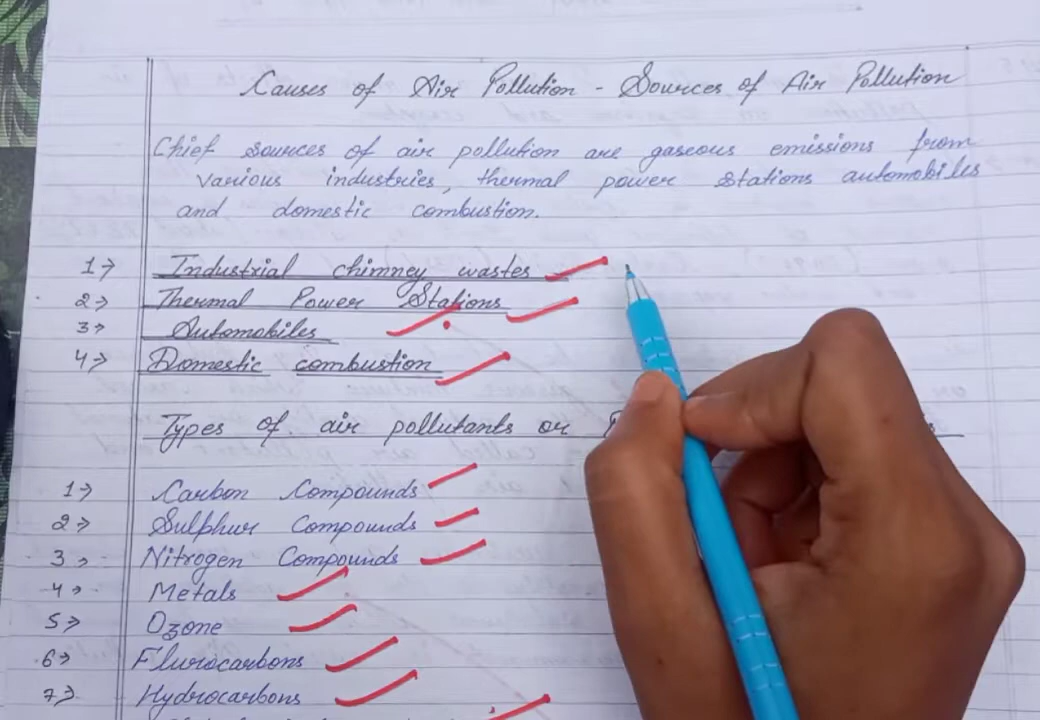 Causes of Air Pollution - Sources of Air Pollution
Chief sources of air pollution are gaseous emissions from
various industries, thermal power stations automobiles
and domestic combustion.
1→ Industrial chimney wastes
2→ Thermal Power Stations
3→ Automobiles
4→ Domestic combustion
Types of air pollutants or
1→ Carbon Compounds
2→ Sulphur Compounds
3→ Nitrogen Compounds
4→ Metals
5→ Ozone
6→ Flurocarbons
7→ Hydrocarbons